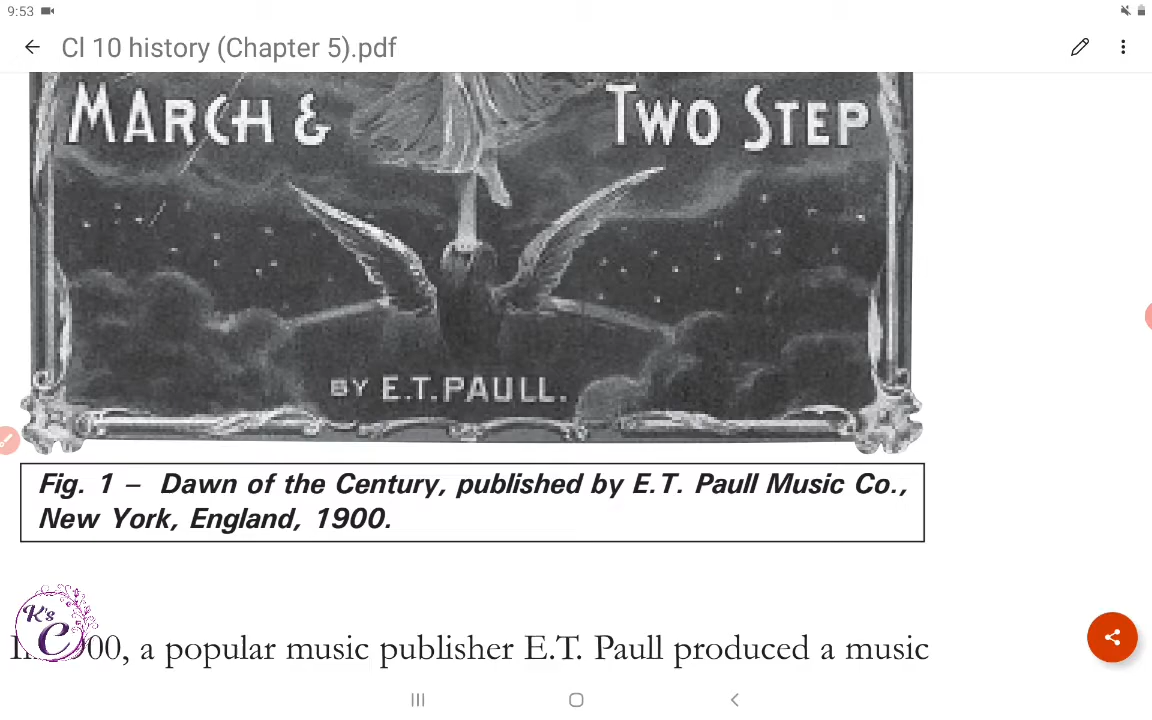 9:53
Cl 10 history (Chapter 5).pdf
MARCH & TWO STEP
BY E.T. PAULL.
Fig. 1 – Dawn of the Century, published by E.T. Paull Music Co.,
New York, England, 1900.
K's
C
00, a popular music publisher E.T. Paull produced a music